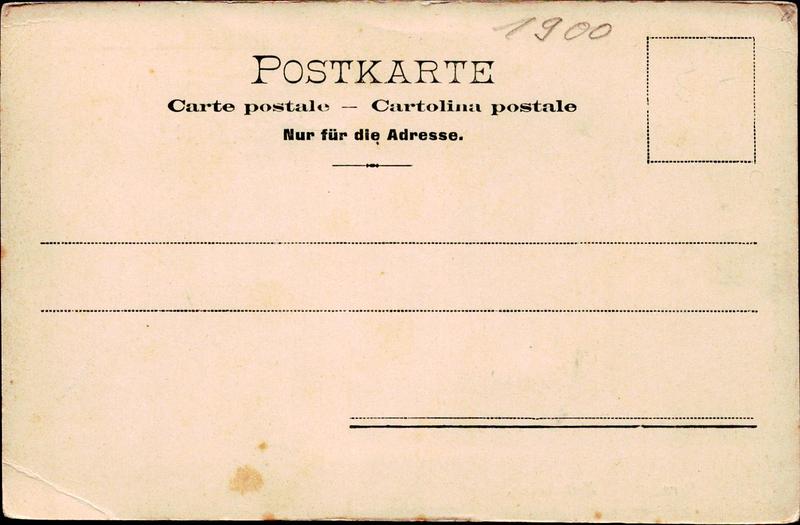 1900
POSTKARTE
Carte postale — Cartolina postale
Nur für die Adresse.